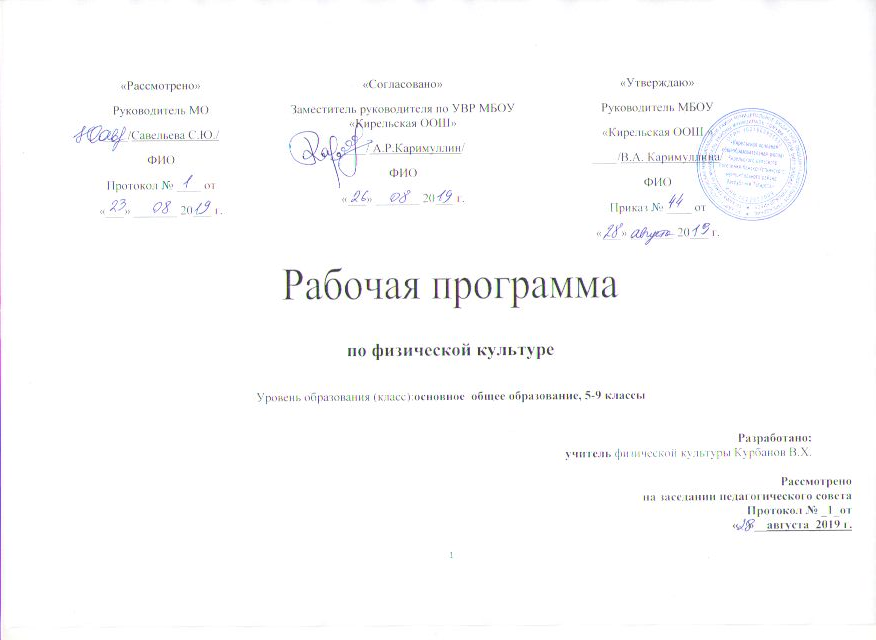 «Рассмотрено»
Руководитель МО
/Савельева С.Ю./
ФИО
Протокол № 1 от
«23» 08 2019 г.
«Согласовано»
Заместитель руководителя по УВР МБОУ
«Кирельская ООШ»
/ А.Р.Каримуллин/
ФИО
«26» 08 2019 г.
«Утверждаю»
Руководитель МБОУ
«Кирельская ООШ»
/В.А. Каримуллина/
ФИО
Приказ № 44 от
«28» августа 2019 г.
Рабочая программа
по физической культуре
Уровень образования (класс):основное общее образование, 5-9 классы
Разработано:
учитель физической культуры Курбанов В.Х.
Рассмотрено
на заседании педагогического совета
Протокол № _1_от
«28» августа 2019 г.
1